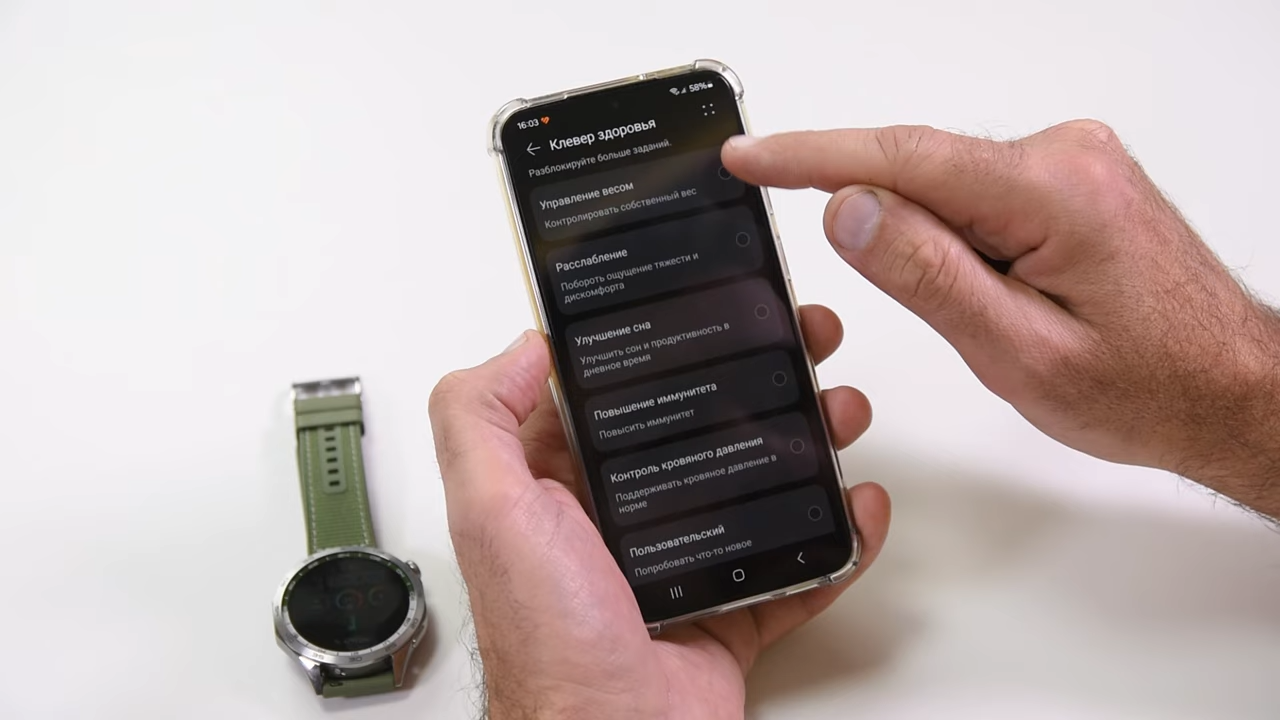 16:03
58%
Клевер здоровья
Разблокируйте больше заданий.
Управление весом
Контролировать собственный вес
Расслабление
Побороть ощущение тяжести и
дискомфорта
Улучшение сна
Улучшить сон и продуктивность в
дневное время
Повышение иммунитета
Повысить иммунитет
Контроль кровяного давления
Поддерживать кровяное давление в
норме
Пользовательский
Попробовать что-то новое